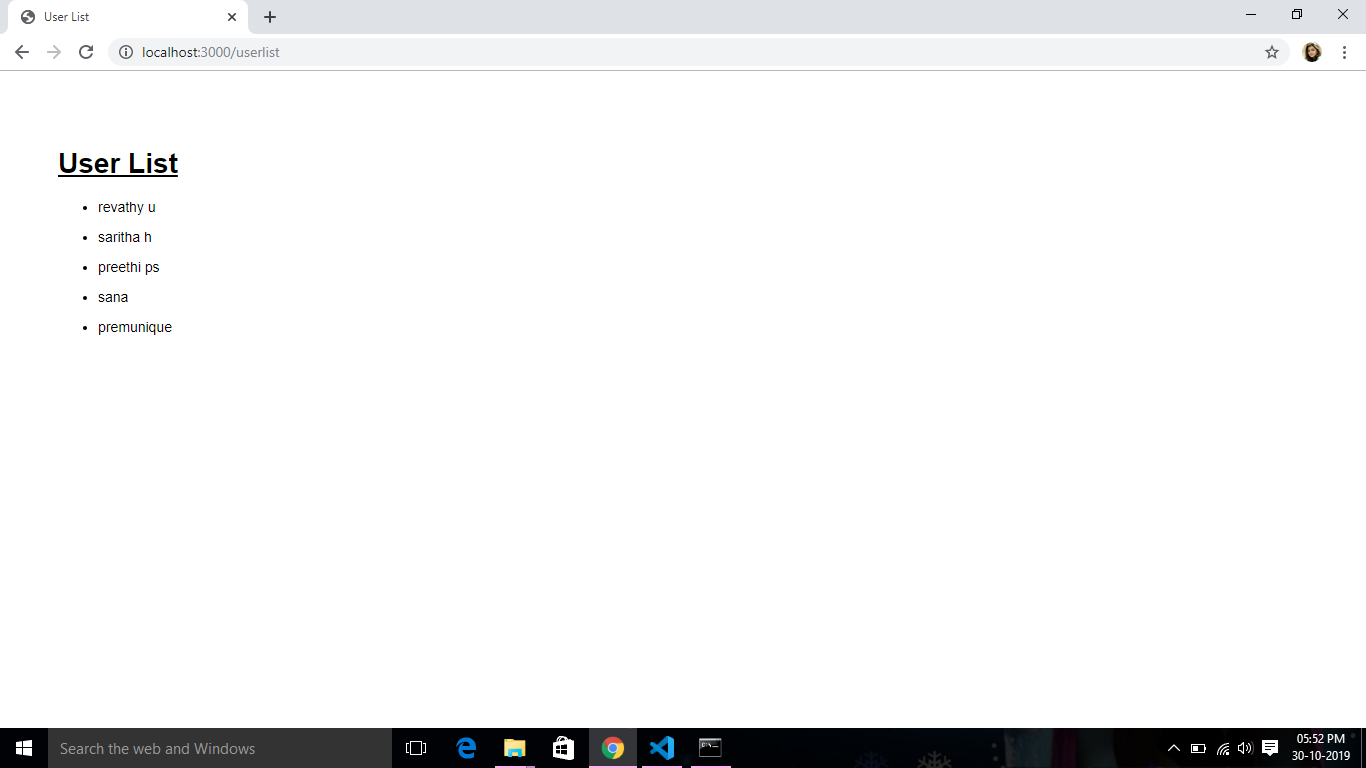 User List
localhost:3000/userlist
User List
revathy u
saritha h
preethi ps
sana
premunique
Search the web and Windows
05:52 PM
30-10-2019